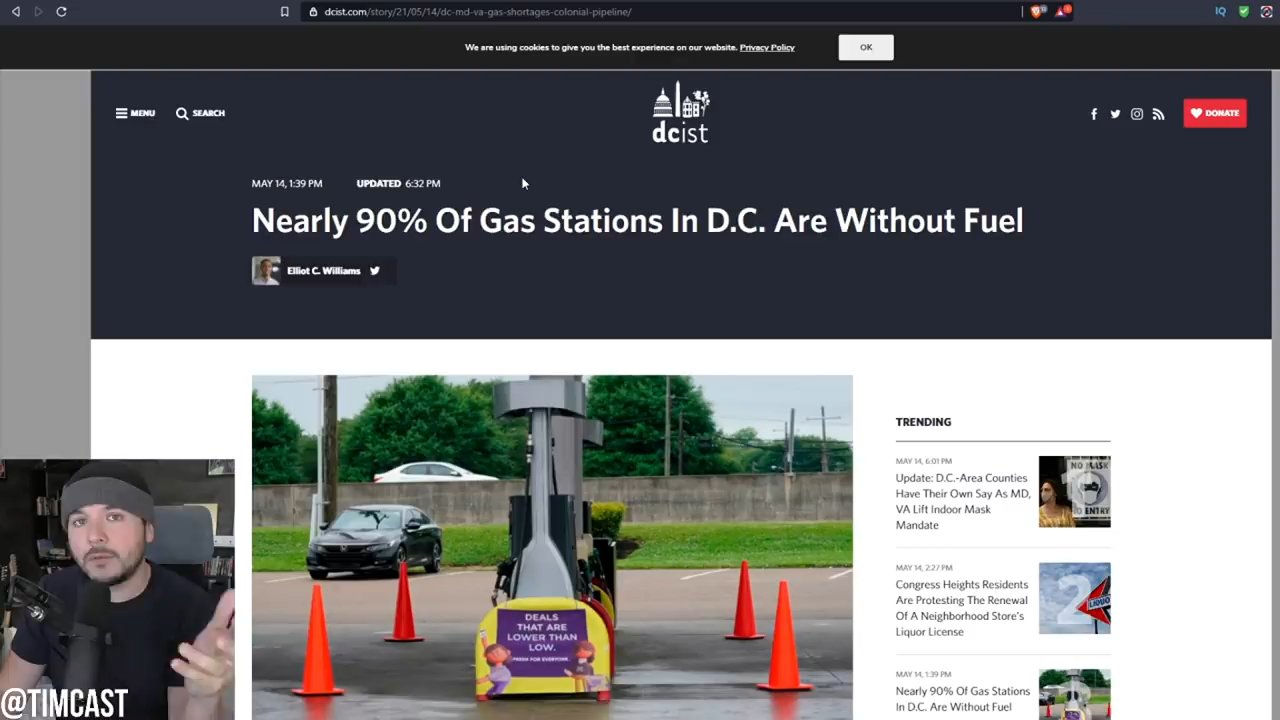 dcist.com/story/21/05/14/dc-md-va-gas-shortages-colonial-pipeline/
IQ
We are using cookies to give you the best experience on our website. Privacy Policy
OK
MENU
SEARCH
dcist
DONATE
MAY 14, 1:39 PM UPDATED 6:32 PM
Nearly 90% Of Gas Stations In D.C. Are Without Fuel
Elliot C. Williams
DEALS
THAT ARE
LOWER THAN
LOW.
TRENDING
MAY 14, 6:01 PM
Update: D.C.-Area Counties
Have Their Own Say As MD,
VA Lift Indoor Mask
Mandate
NO MASK
NO ENTRY
MAY 14, 2:27 PM
Congress Heights Residents
Are Protesting The Renewal
Of A Neighborhood Store's
Liquor License
2
LIQUO
MAY 14, 1:39 PM
Nearly 90% Of Gas Stations
In D.C. Are Without Fuel
@TIMCAST